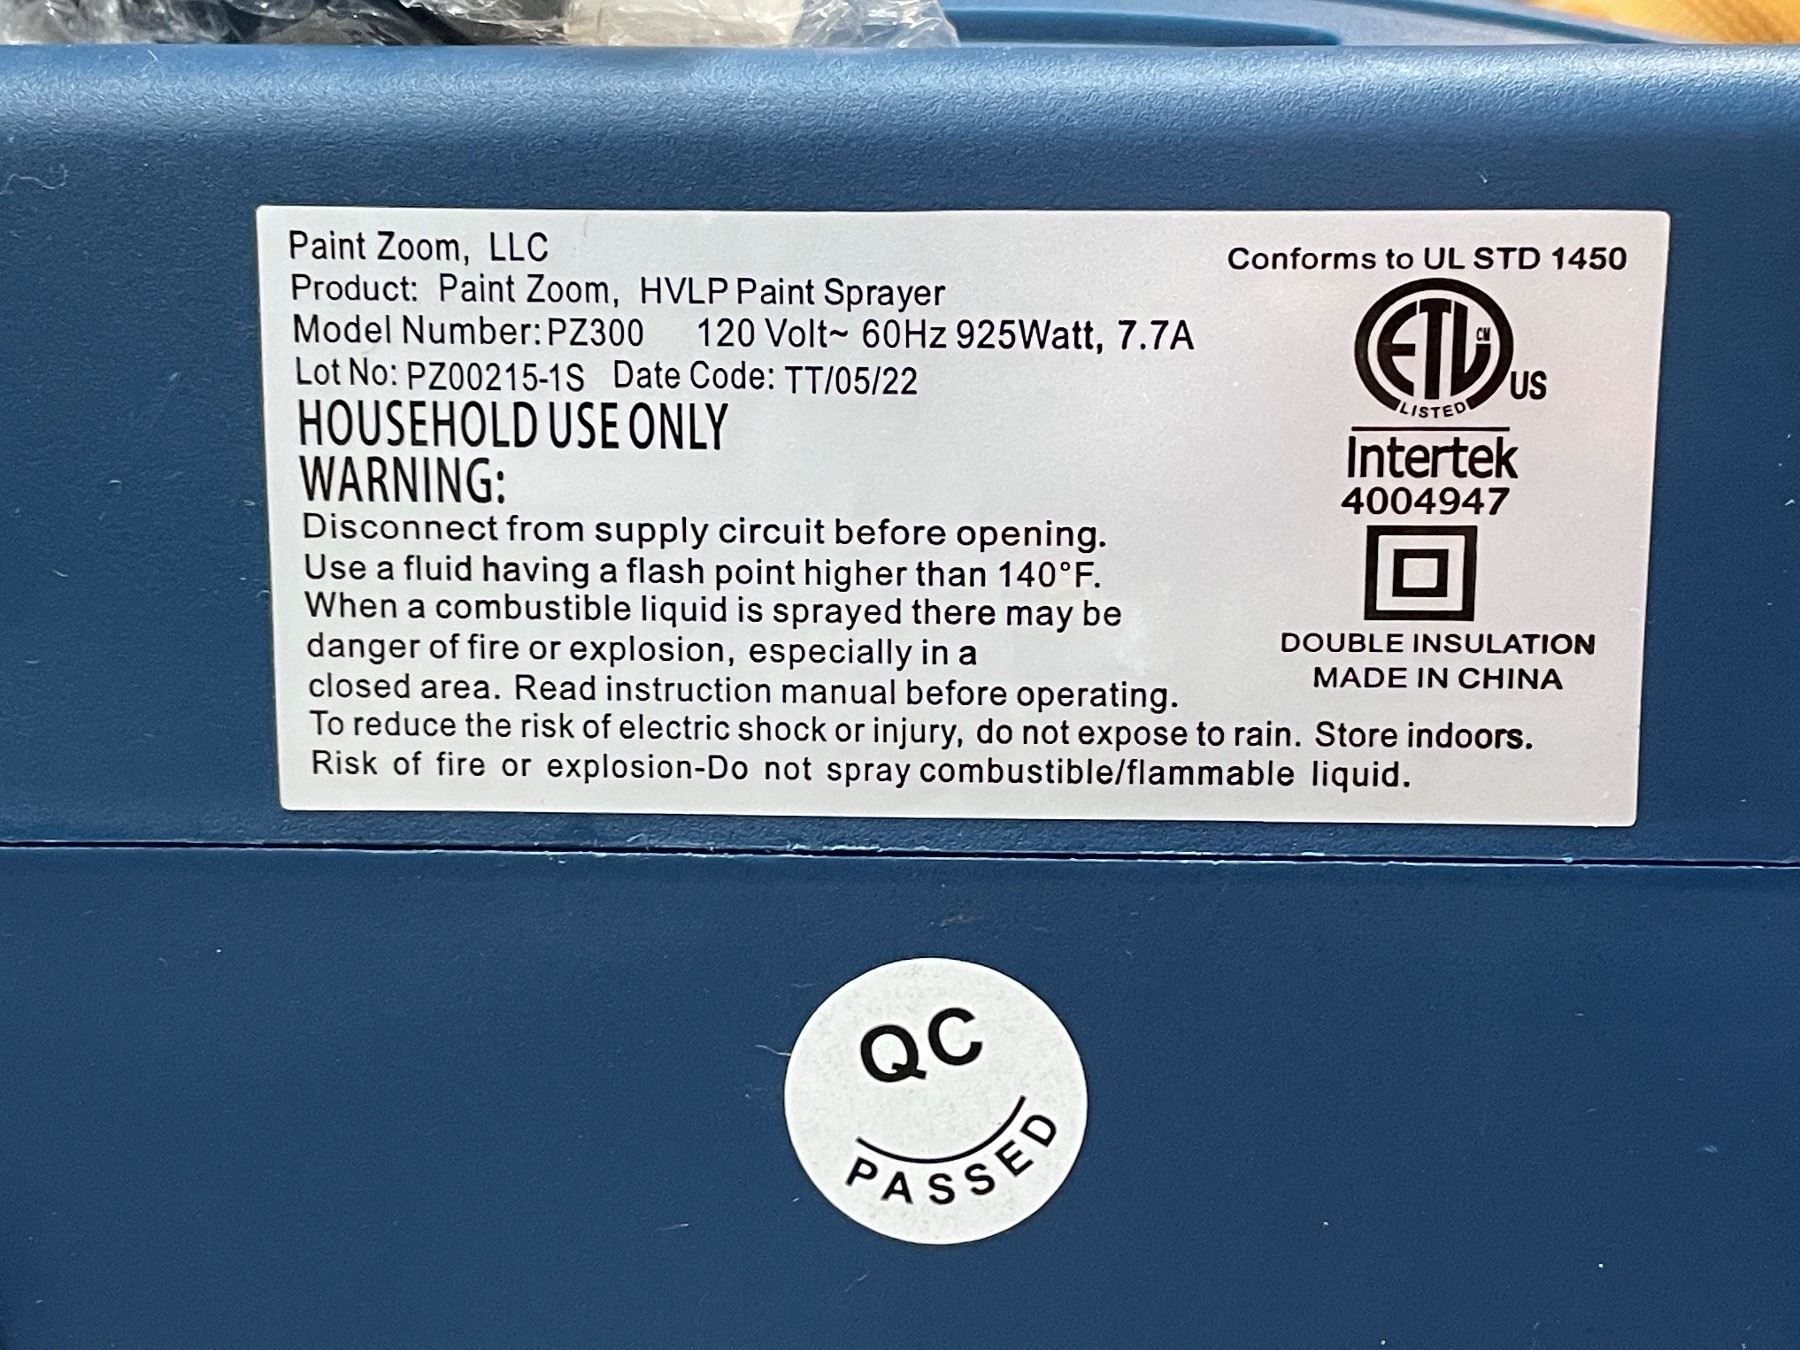 Paint Zoom, LLC
Product: Paint Zoom, HVLP Paint Sprayer
Model Number:PZ300 120 Volt~ 60Hz 925Watt, 7.7A
Lot No: PZ00215-1S Date Code: TT/05/22
HOUSEHOLD USE ONLY
WARNING:
Disconnect from supply circuit before opening.
Use a fluid having a flash point higher than 140°F.
When a combustible liquid is sprayed there may be
danger of fire or explosion, especially in a
closed area. Read instruction manual before operating.
To reduce the risk of electric shock or injury, do not expose to rain. Store indoors.
Risk of fire or explosion-Do not spray combustible/flammable liquid.
Conforms to UL STD 1450
ETL CM
LISTED
US
Intertek
4004947
DOUBLE INSULATION
MADE IN CHINA
QC
PASSED